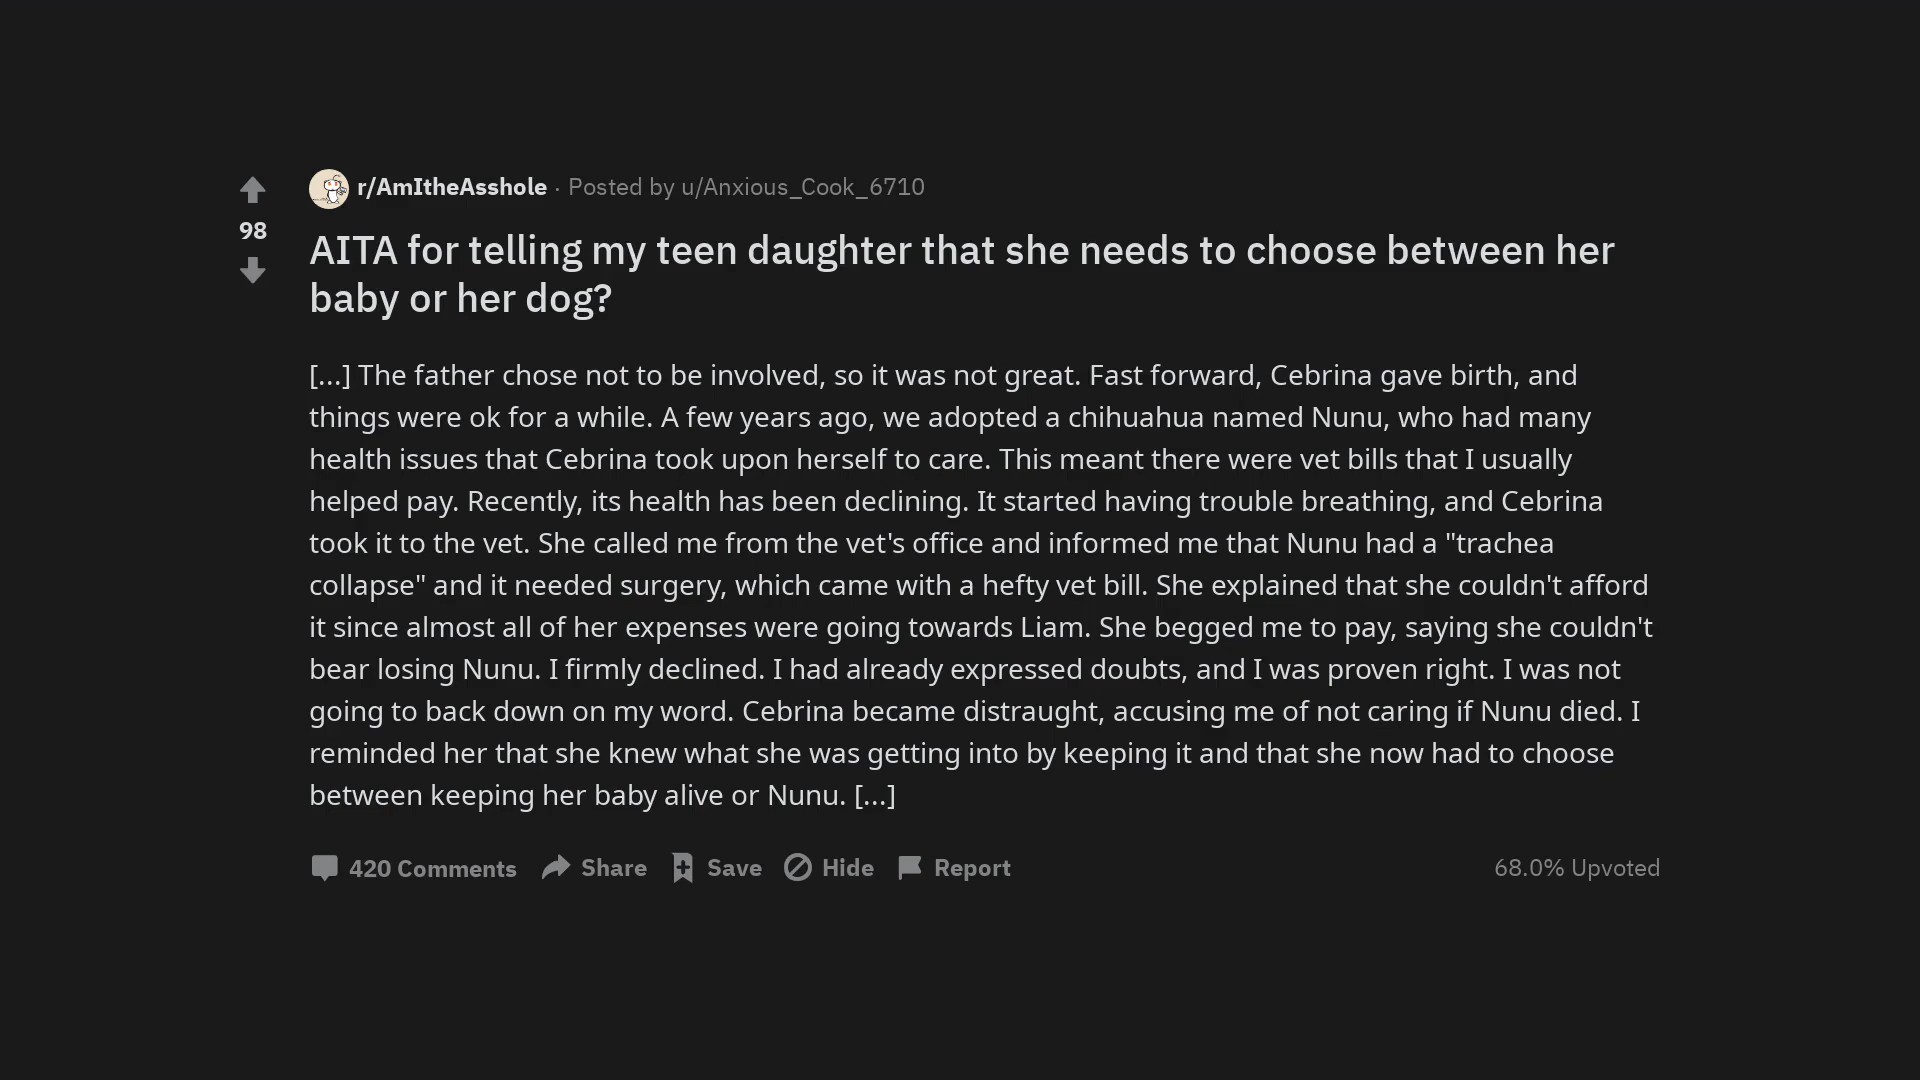 r/AmItheAsshole · Posted by u/Anxious_Cook_6710
98
AITA for telling my teen daughter that she needs to choose between her
baby or her dog?
[...] The father chose not to be involved, so it was not great. Fast forward, Cebrina gave birth, and
things were ok for a while. A few years ago, we adopted a chihuahua named Nunu, who had many
health issues that Cebrina took upon herself to care. This meant there were vet bills that I usually
helped pay. Recently, its health has been declining. It started having trouble breathing, and Cebrina
took it to the vet. She called me from the vet's office and informed me that Nunu had a "trachea
collapse" and it needed surgery, which came with a hefty vet bill. She explained that she couldn't afford
it since almost all of her expenses were going towards Liam. She begged me to pay, saying she couldn't
bear losing Nunu. I firmly declined. I had already expressed doubts, and I was proven right. I was not
going to back down on my word. Cebrina became distraught, accusing me of not caring if Nunu died. I
reminded her that she knew what she was getting into by keeping it and that she now had to choose
between keeping her baby alive or Nunu. [...]
420 Comments Share Save Hide Report 68.0% Upvoted